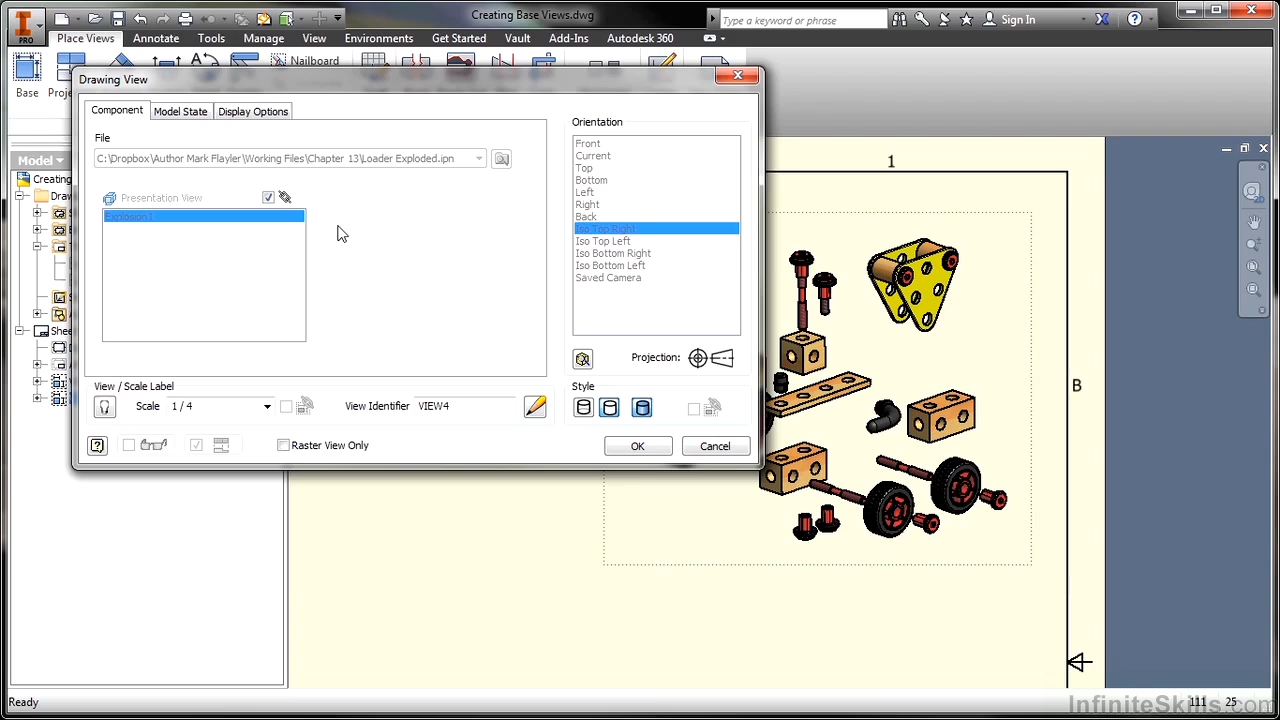 Creating Base Views.dwg
Type a keyword or phrase
Sign In
PRO
Place Views
Annotate
Tools
Manage
View
Environments
Get Started
Vault
Add-Ins
Autodesk 360
Nailboard
Base
Drawing View
Component
Model State
Display Options
File
C:\Dropbox\Author Mark Flayler\Working Files\Chapter 13\Loader Exploded.ipn
Presentation View
Explosion1
Orientation
Front
Current
Top
Bottom
Left
Right
Back
Iso Top Right
Iso Top Left
Iso Bottom Right
Iso Bottom Left
Saved Camera
Projection:
View / Scale Label
Scale
1 / 4
View Identifier
VIEW4
Style
Raster View Only
OK
Cancel
Model
Creating
1
B
Ready
111
25
InfiniteSkills.com